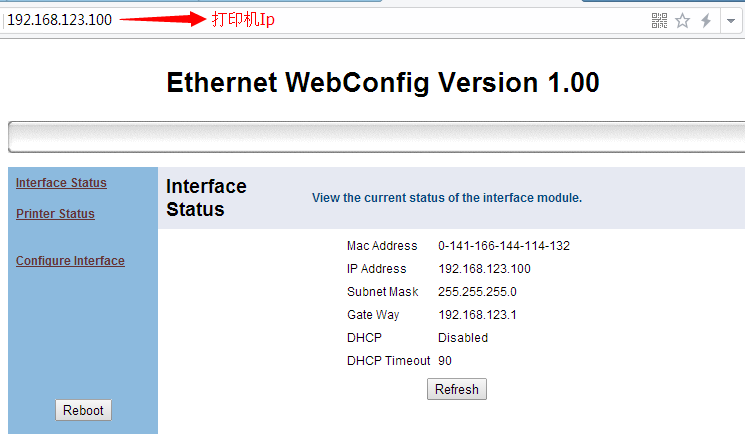 192.168.123.100 打印机Ip
Ethernet WebConfig Version 1.00
Interface Status
Printer Status
Configure Interface
Reboot
Interface
Status
View the current status of the interface module.
Mac Address 0-141-166-144-114-132
IP Address 192.168.123.100
Subnet Mask 255.255.255.0
Gate Way 192.168.123.1
DHCP Disabled
DHCP Timeout 90
Refresh